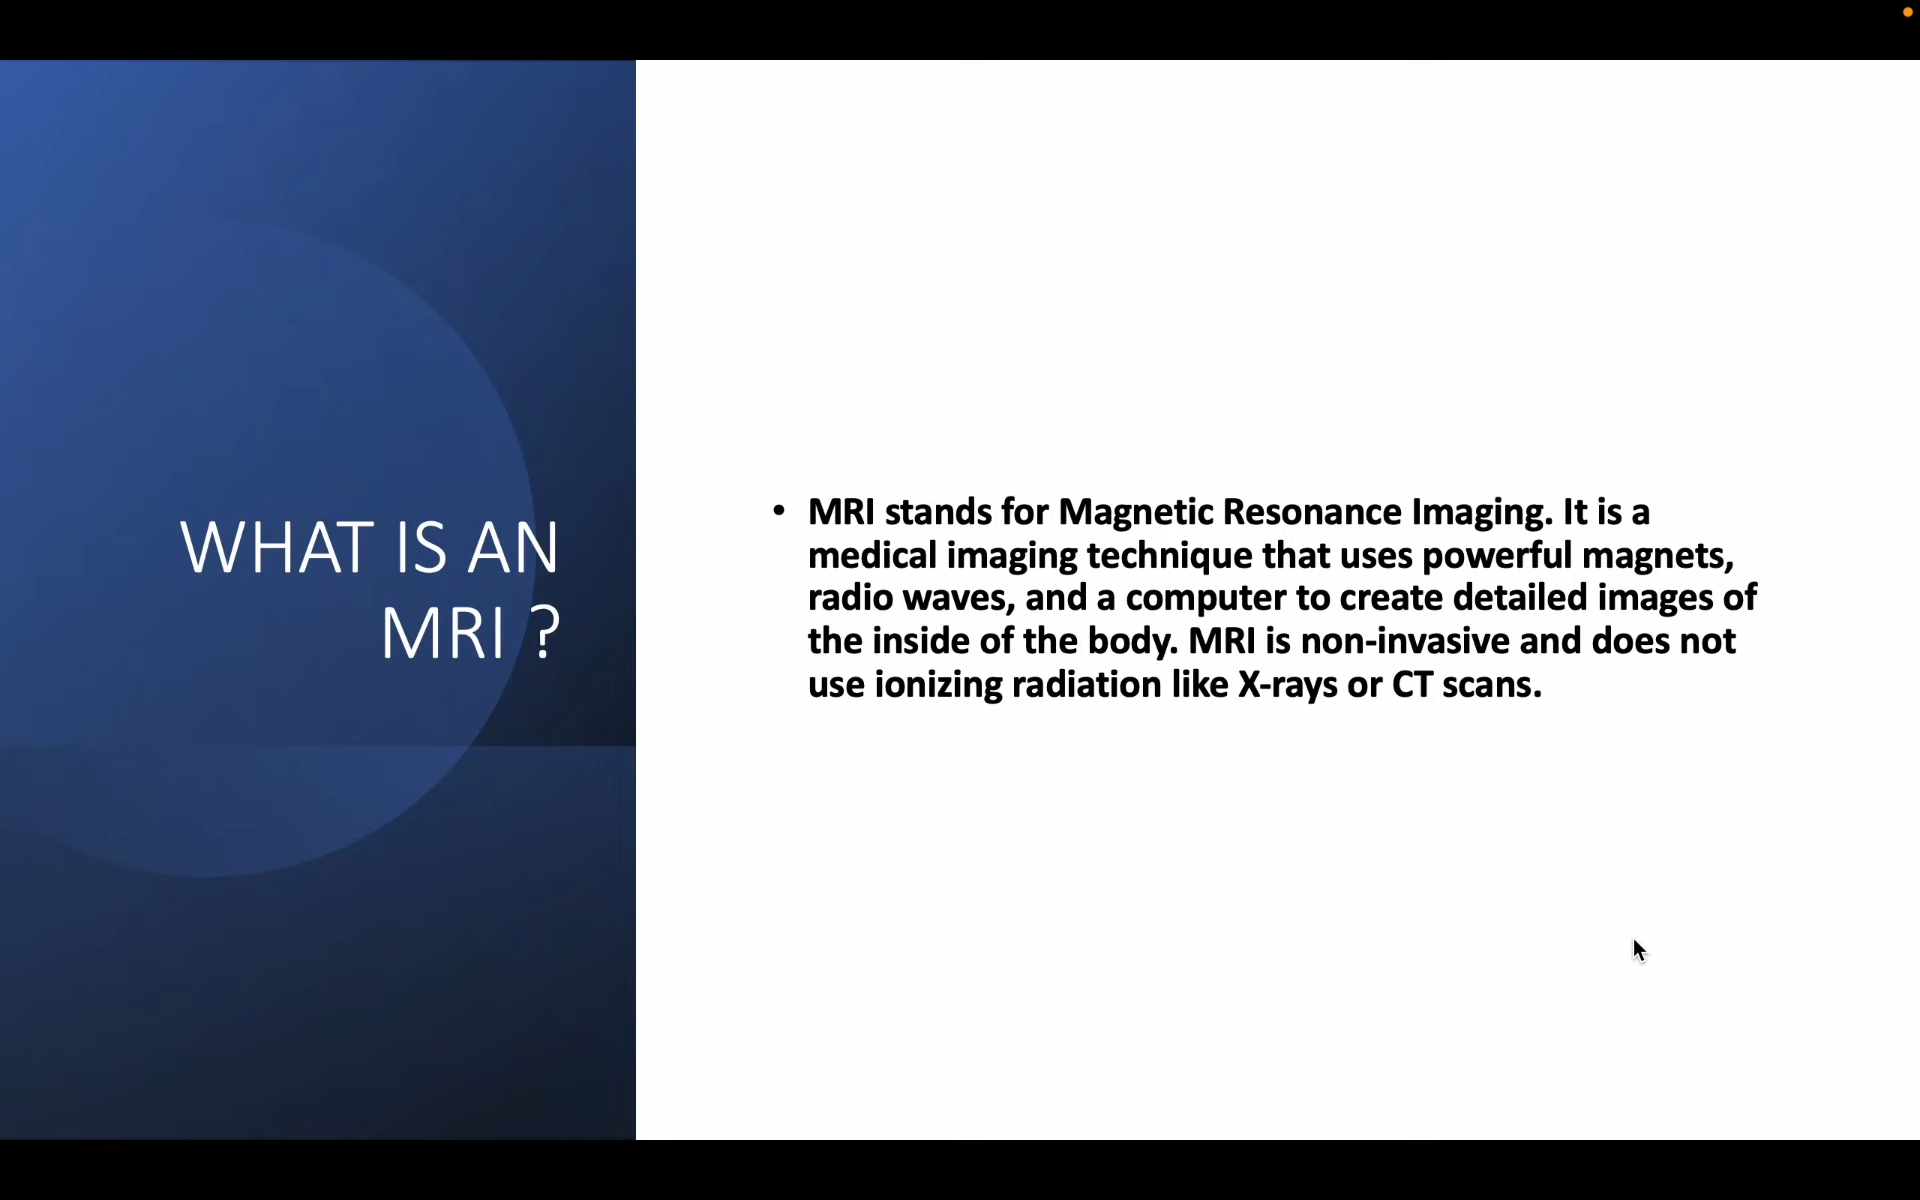 WHAT IS AN
MRI ?
• MRI stands for Magnetic Resonance Imaging. It is a
medical imaging technique that uses powerful magnets,
radio waves, and a computer to create detailed images of
the inside of the body. MRI is non-invasive and does not
use ionizing radiation like X-rays or CT scans.